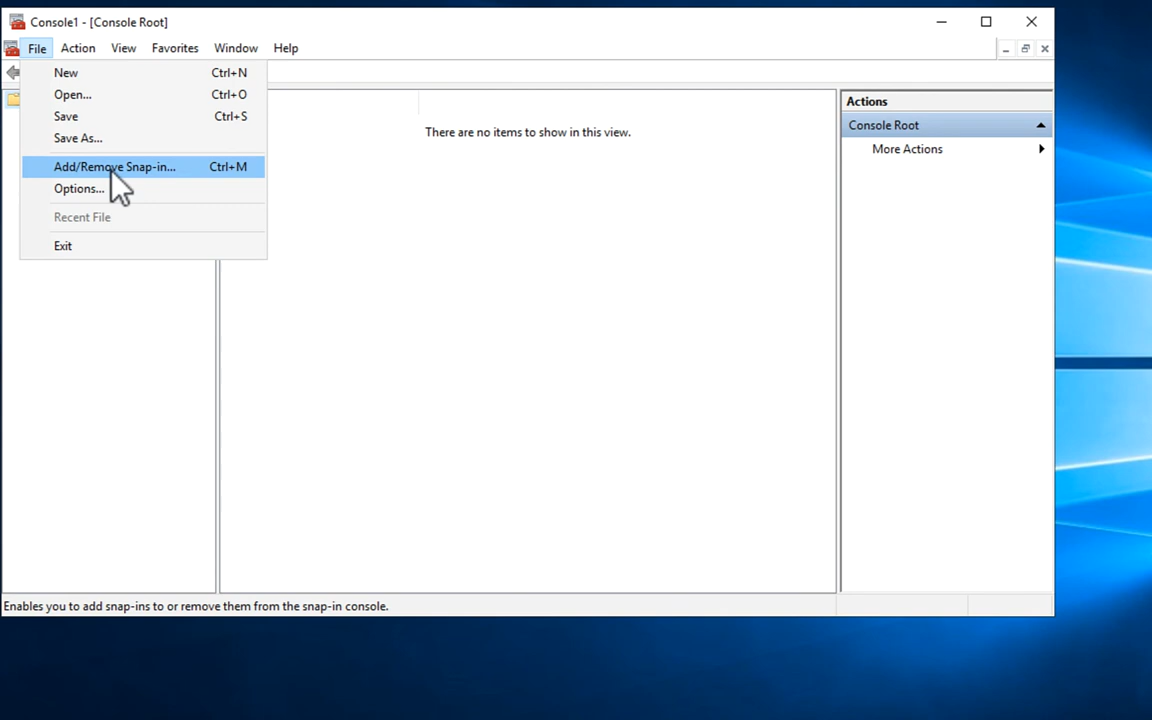 Console1 - [Console Root]
File Action View Favorites Window Help
New Ctrl+N
Open... Ctrl+O
Save Ctrl+S
Save As...
Add/Remove Snap-in... Ctrl+M
Options...
Recent File
Exit
There are no items to show in this view.
Actions
Console Root
More Actions
Enables you to add snap-ins to or remove them from the snap-in console.